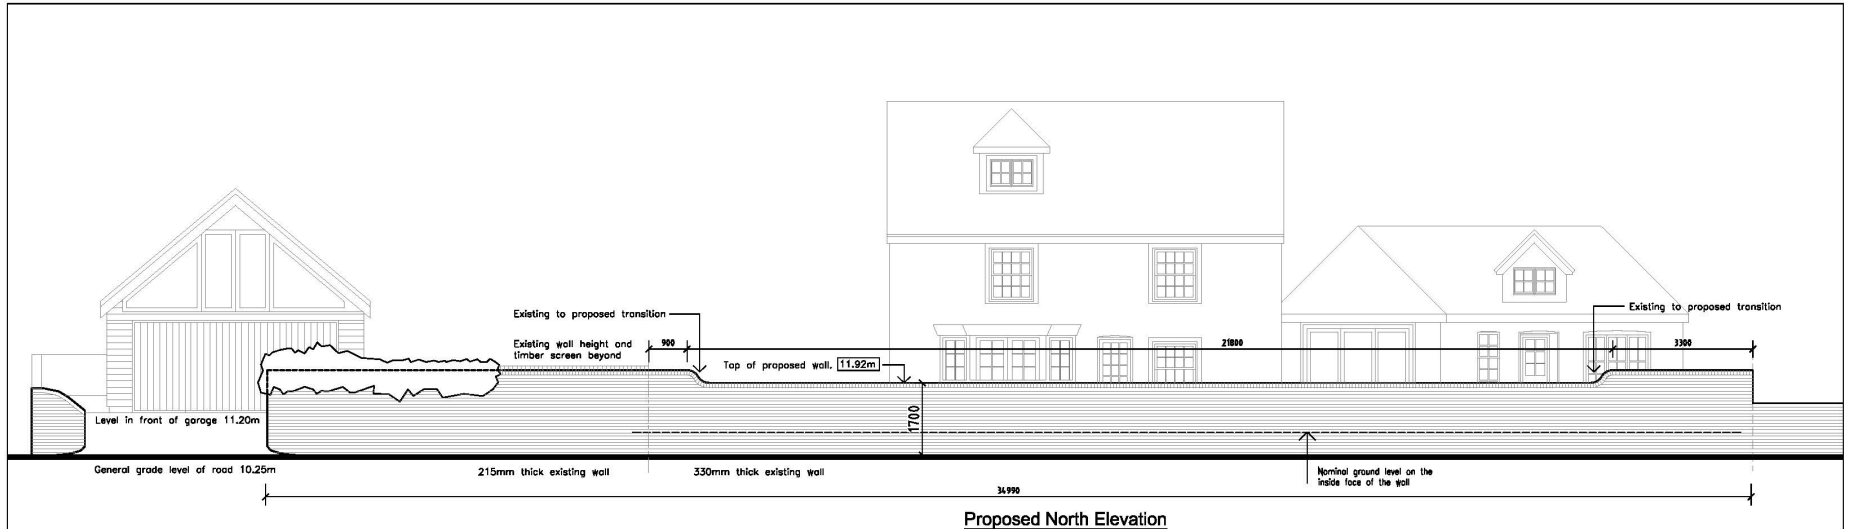 Existing to proposed transition
Existing to proposed transition
Existing wall height and
timber screen beyond
900
21800
3300
Top of proposed wall. 11.92m
1700
Level in front of garage 11.20m
General grade level of road 10.25m
215mm thick existing wall
330mm thick existing wall
Nominal ground level on the
inside face of the wall
34990
Proposed North Elevation